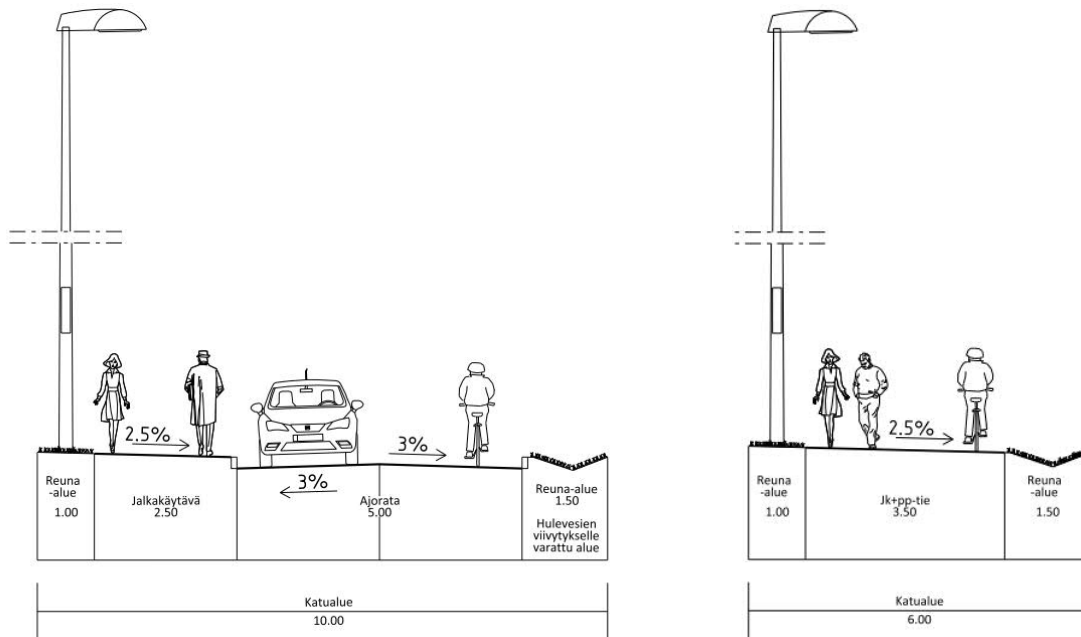 2.5%
3%
3%
Reuna
-alue
1.00
Jalkakäytävä
2.50
Ajorata
5.00
Reuna-alue
1.50
Hulevesien
viivytykselle
varattu alue
Katualue
10.00
2.5%
Reuna
-alue
1.00
Jk+pp-tie
3.50
Reuna
-alue
1.50
Katualue
6.00